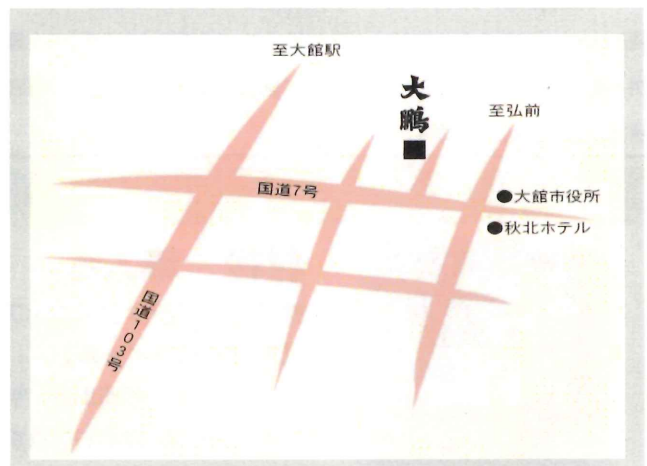 至大館駅
大鵬
至弘前
国道7号
●大館市役所
●秋北ホテル
国道103号